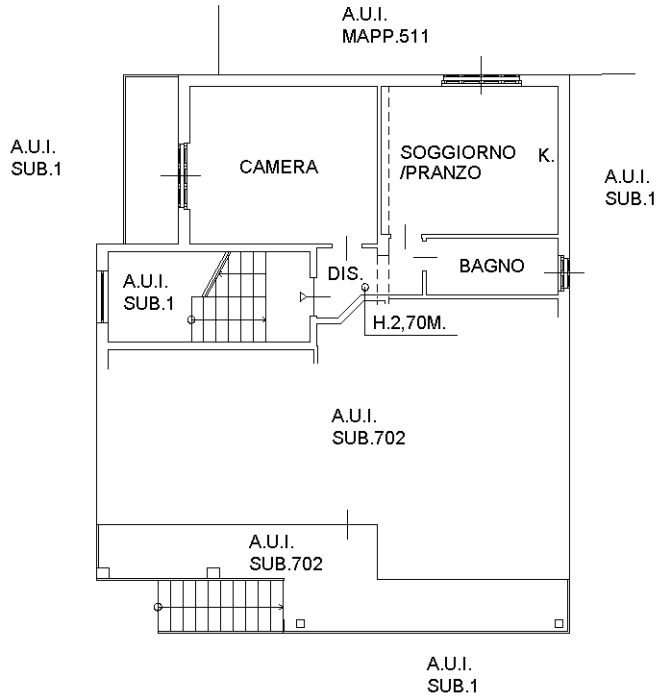 A.U.I.
MAPP.511
A.U.I.
SUB.1
CAMERA
SOGGIORNO
/PRANZO
K.
A.U.I.
SUB.1
A.U.I.
SUB.1
DIS.
BAGNO
H.2,70M.
A.U.I.
SUB.702
A.U.I.
SUB.702
A.U.I.
SUB.1